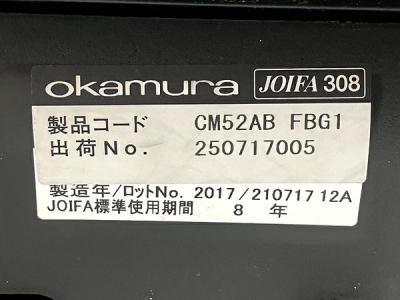 okamura JOIFA 308
製品コード CM52AB FBG1
出荷No. 250717005
製造年/ロットNo. 2017/210717 12A
JOIFA標準使用期間 8 年